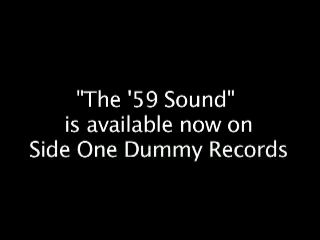 "The '59 Sound"
is available now on
Side One Dummy Records